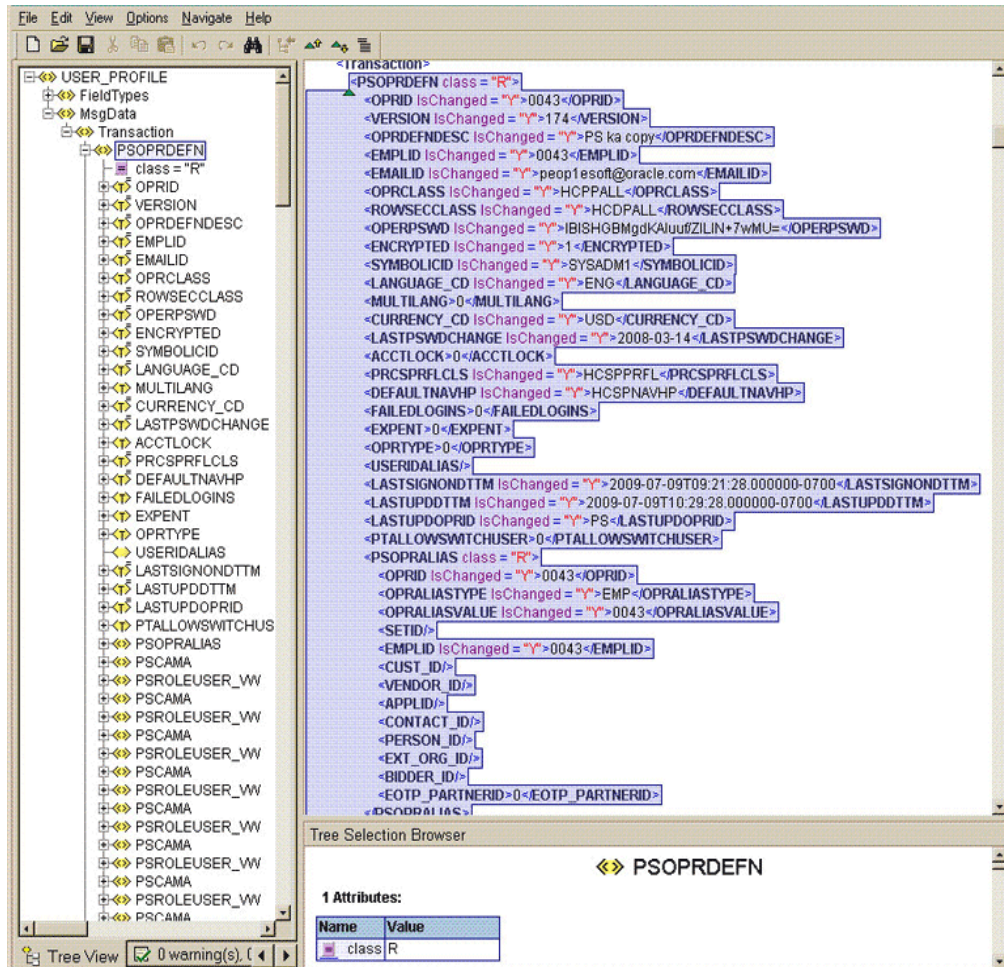 File Edit View Options Navigate Help
USER_PROFILE
FieldTypes
MsgData
Transaction
PSOPRDEFN
class = "R"
OPRID
VERSION
OPRDEFNDESC
EMPLID
EMAILID
OPRCLASS
ROWSECCLASS
OPERPSWD
ENCRYPTED
SYMBOLICID
LANGUAGE_CD
MULTILANG
CURRENCY_CD
LASTPSWDCHANGE
ACCTLOCK
PRCSPRFLCLS
DEFAULTNAVHP
FAILEDLOGINS
EXPENT
OPRTYPE
USERIDALIAS
LASTSIGNONDTTM
LASTUPDDTTM
LASTUPDOPRID
PTALLOWSWITCHUS
PSOPRALIAS
PSCAMA
PSROLEUSER_VW
PSCAMA
PSROLEUSER_VW
PSCAMA
PSROLEUSER_VW
PSCAMA
PSROLEUSER_VW
PSCAMA
PSROLEUSER_VW
PSCAMA
PSROLEUSER_VW
PSCAMA
PSROLEUSER_VW
PSCAMA
Tree View 0 warning(s), (
<Transaction>
<PSOPRDEFN class = "R">
<OPRID IsChanged = "Y">0043</OPRID>
<VERSION IsChanged = "Y">174</VERSION>
<OPRDEFNDESC IsChanged = "Y">PS ka copy</OPRDEFNDESC>
<EMPLID IsChanged = "Y">0043</EMPLID>
<EMAILID IsChanged = "Y">peop1esoft@oracle.com</EMAILID>
<OPRCLASS IsChanged = "Y">HCPPALL</OPRCLASS>
<ROWSECCLASS IsChanged = "Y">HCDPALL</ROWSECCLASS>
<OPERPSWD IsChanged = "Y">IBISHGBMgdKAIuuf/ZILIN+7wMU=</OPERPSWD>
<ENCRYPTED IsChanged = "Y">1</ENCRYPTED>
<SYMBOLICID IsChanged = "Y">SYSADM1</SYMBOLICID>
<LANGUAGE_CD IsChanged = "Y">ENG</LANGUAGE_CD>
<MULTILANG>0</MULTILANG>
<CURRENCY_CD IsChanged = "Y">USD</CURRENCY_CD>
<LASTPSWDCHANGE IsChanged = "Y">2008-03-14</LASTPSWDCHANGE>
<ACCTLOCK>0</ACCTLOCK>
<PRCSPRFLCLS IsChanged = "Y">HCSPPRFL</PRCSPRFLCLS>
<DEFAULTNAVHP IsChanged = "Y">HCSPNAVHP</DEFAULTNAVHP>
<FAILEDLOGINS>0</FAILEDLOGINS>
<EXPENT>0</EXPENT>
<OPRTYPE>0</OPRTYPE>
<USERIDALIAS/>
<LASTSIGNONDTTM IsChanged = "Y">2009-07-09T09:21:28.000000-0700</LASTSIGNONDTTM>
<LASTUPDDTTM IsChanged = "Y">2009-07-09T10:29:28.000000-0700</LASTUPDDTTM>
<LASTUPDOPRID IsChanged = "Y">PS</LASTUPDOPRID>
<PTALLOWSWITCHUSER>0</PTALLOWSWITCHUSER>
<PSOPRALIAS class = "R">
<OPRID IsChanged = "Y">0043</OPRID>
<OPRALIASTYPE IsChanged = "Y">EMP</OPRALIASTYPE>
<OPRALIASVALUE IsChanged = "Y">0043</OPRALIASVALUE>
<SETID/>
<EMPLID IsChanged = "Y">0043</EMPLID>
<CUST_ID/>
<VENDOR_ID/>
<APPLID/>
<CONTACT_ID/>
<PERSON_ID/>
<EXT_ORG_ID/>
<BIDDER_ID/>
<EOTP_PARTNERID>0</EOTP_PARTNERID>
</PSOPRALIAS>
Tree Selection Browser
PSOPRDEFN
1 Attributes:
Name Value
class R